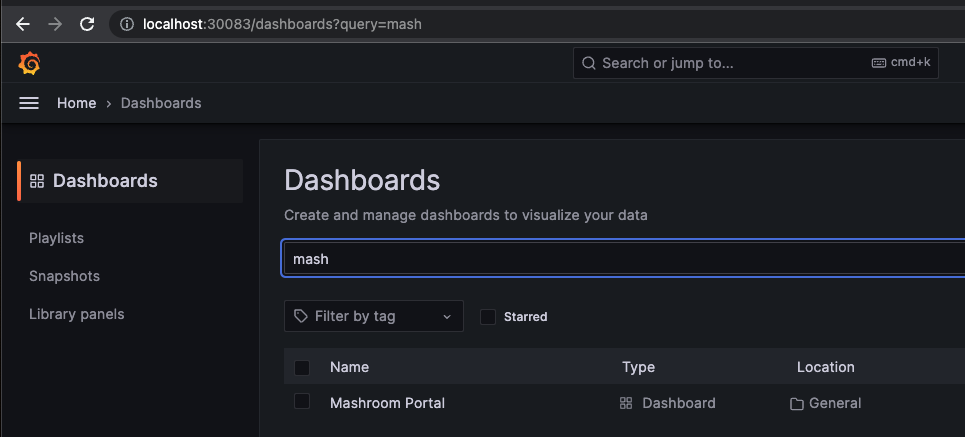 localhost:30083/dashboards?query=mash
Search or jump to... cmd+k
Home › Dashboards
Dashboards
Playlists
Snapshots
Library panels
Dashboards
Create and manage dashboards to visualize your data
mash
Filter by tag Starred
Name Type Location
Mashroom Portal Dashboard General